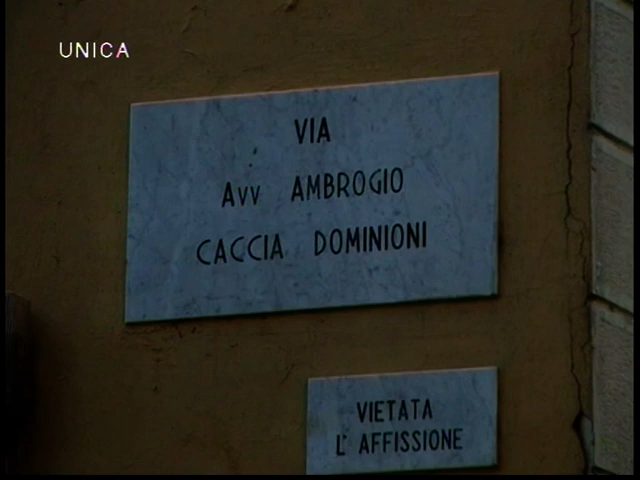 UNICA
VIA
AVV AMBROGIO
CACCIA DOMINIONI
VIETATA
L' AFFISSIONE